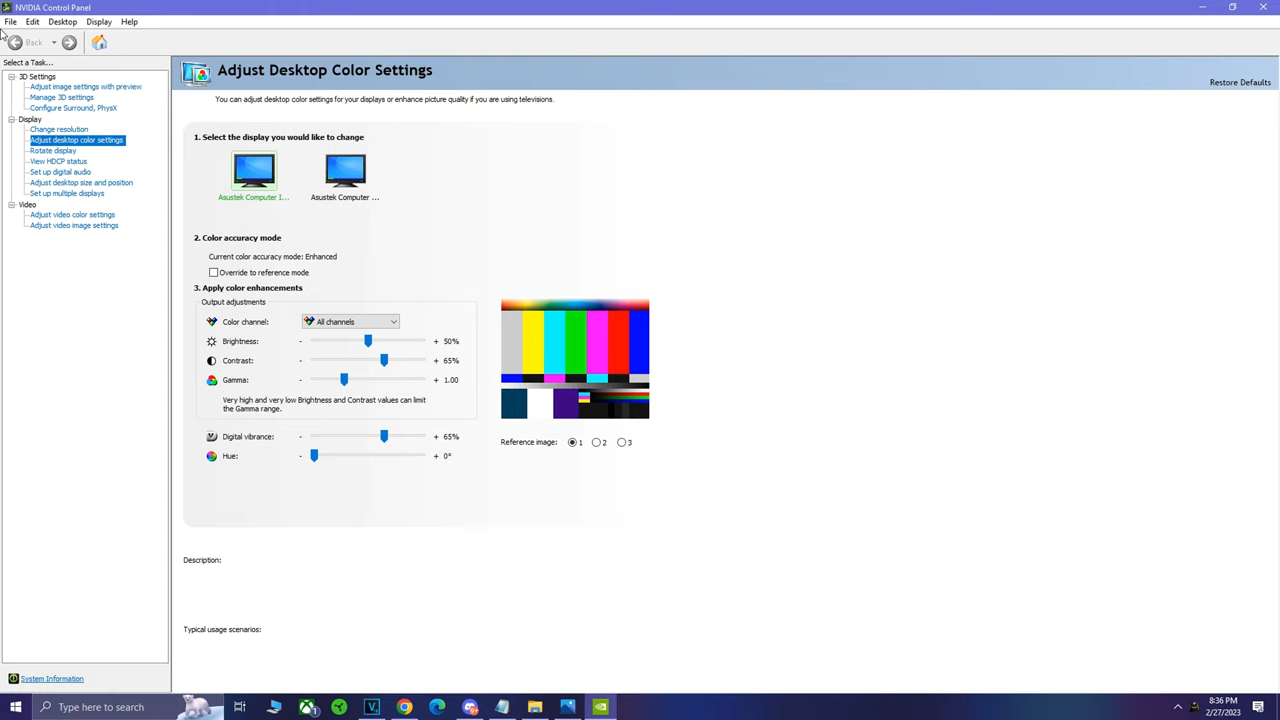 NVIDIA Control Panel
File Edit Desktop Display Help
Back
Select a Task...
3D Settings
Adjust image settings with preview
Manage 3D settings
Configure Surround, PhysX
Display
Change resolution
Adjust desktop color settings
Rotate display
View HDCP status
Set up digital audio
Adjust desktop size and position
Set up multiple displays
Video
Adjust video color settings
Adjust video image settings
System Information
Adjust Desktop Color Settings
Restore Defaults
You can adjust desktop color settings for your displays or enhance picture quality if you are using televisions.
1. Select the display you would like to change
Asustek Computer I... Asustek Computer ...
2. Color accuracy mode
Current color accuracy mode: Enhanced
Override to reference mode
3. Apply color enhancements
Output adjustments
Color channel: All channels
Brightness: - + 50%
Contrast: - + 65%
Gamma: - + 1.00
Very high and very low Brightness and Contrast values can limit
the Gamma range.
Digital vibrance: - + 65%
Hue: - + 0°
Reference image: 1 2 3
Description:
Typical usage scenarios:
Type here to search
8:36 PM
2/27/2023